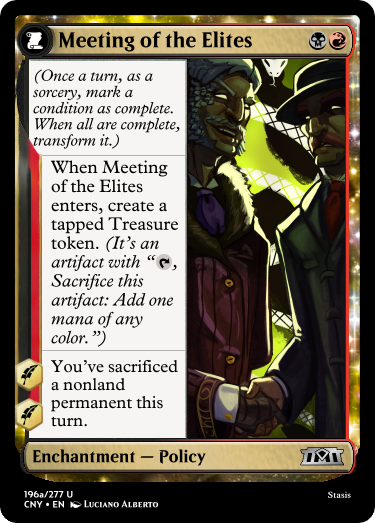 Meeting of the Elites
(Once a turn, as a
sorcery, mark a
condition as complete.
When all are complete,
transform it.)
When Meeting
of the Elites
enters, create a
tapped Treasure
token. (It's an
artifact with “,
Sacrifice this
artifact: Add one
mana of any
color.”)
You've sacrificed
a nonland
permanent this
turn.
Enchantment — Policy
196a/277 U
CNY • EN Luciano Alberto
Stasis